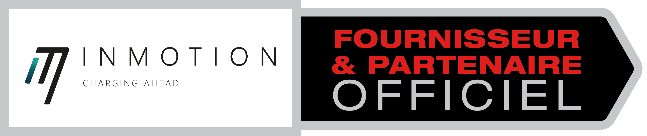 INMOTION
CHARGING AHEAD
FOURNISSEUR
& PARTENAIRE
OFFICIEL